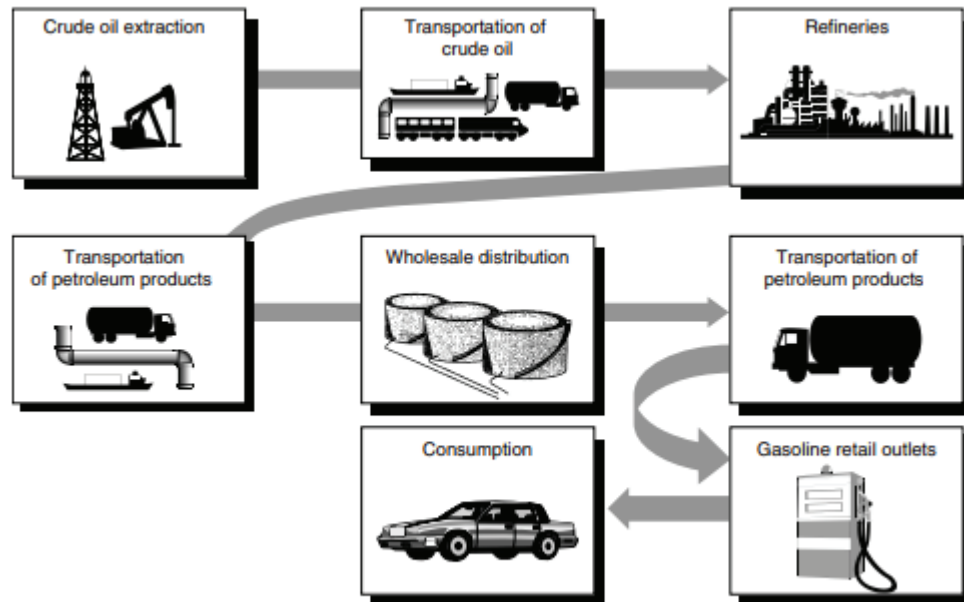 Crude oil extraction
Transportation of
crude oil
Refineries
Transportation
of petroleum products
Wholesale distribution
Transportation of
petroleum products
Consumption
Gasoline retail outlets